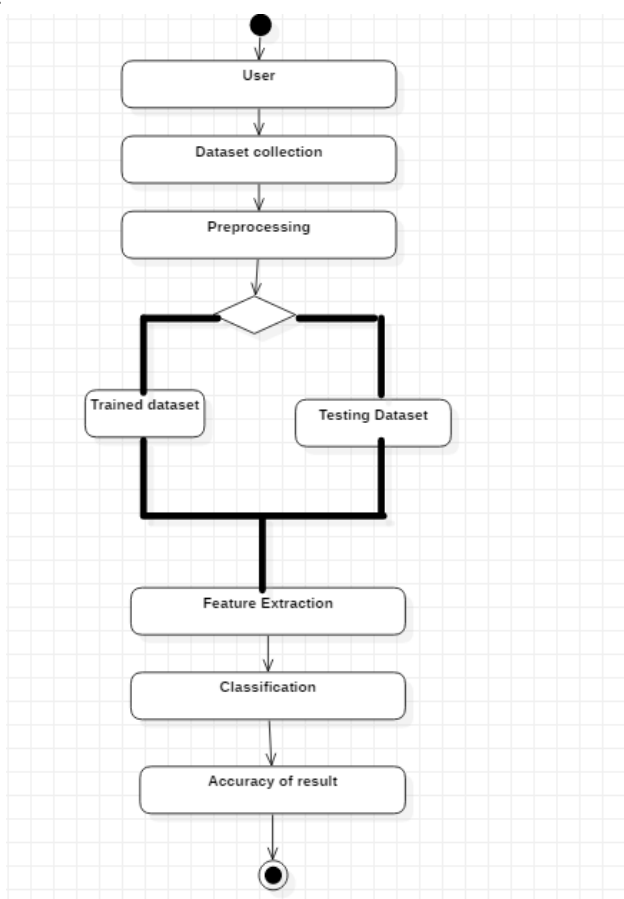 User
Dataset collection
Preprocessing
Trained dataset
Testing Dataset
Feature Extraction
Classification
Accuracy of result